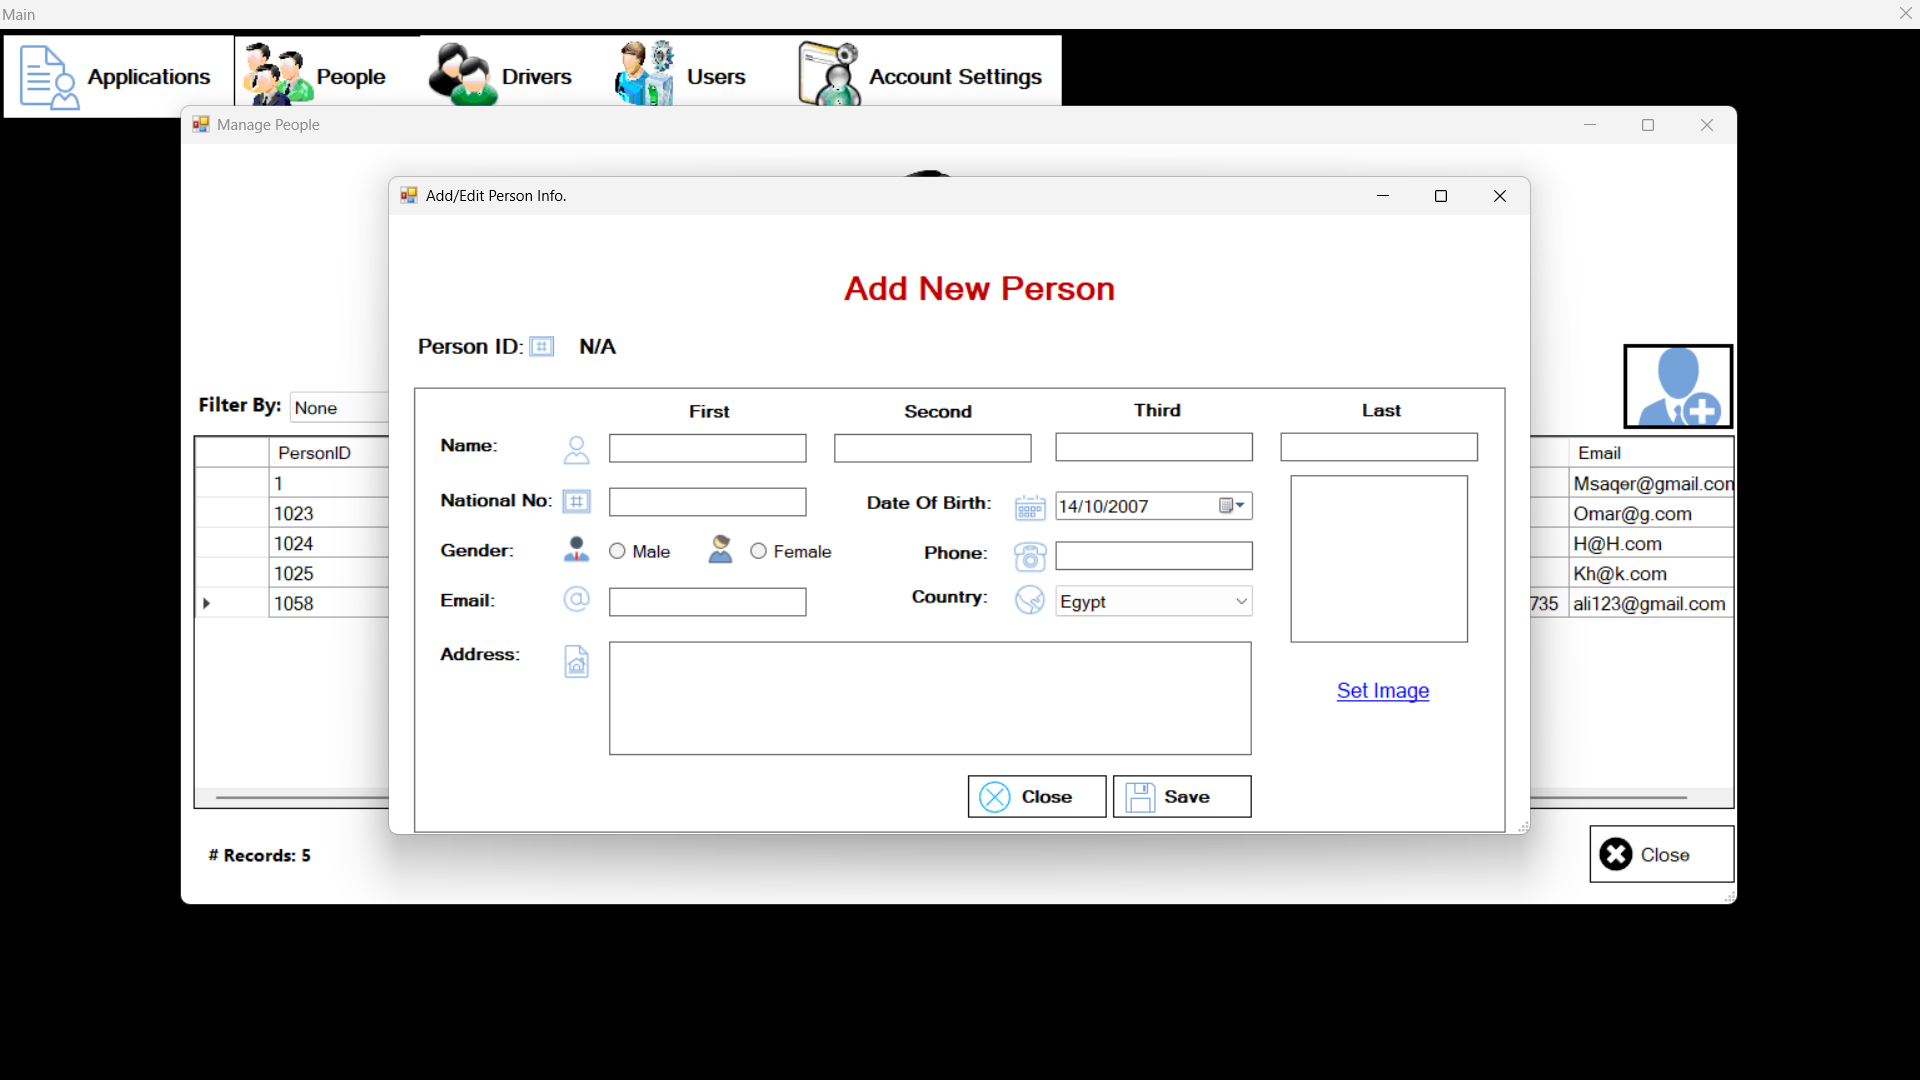 Main
Applications People Drivers Users Account Settings
Manage People
Add/Edit Person Info.
Add New Person
Person ID: N/A
Filter By: None
First Second Third Last
Name:
PersonID Email
1 Msaqer@gmail.con
National No: Date Of Birth: 14/10/2007
1023 Omar@g.com
1024 H@H.com
Gender: Male Female Phone:
1025 Kh@k.com
Email: Country: Egypt
1058 735 ali123@gmail.com
Address:
Set Image
Close Save
# Records: 5
Close